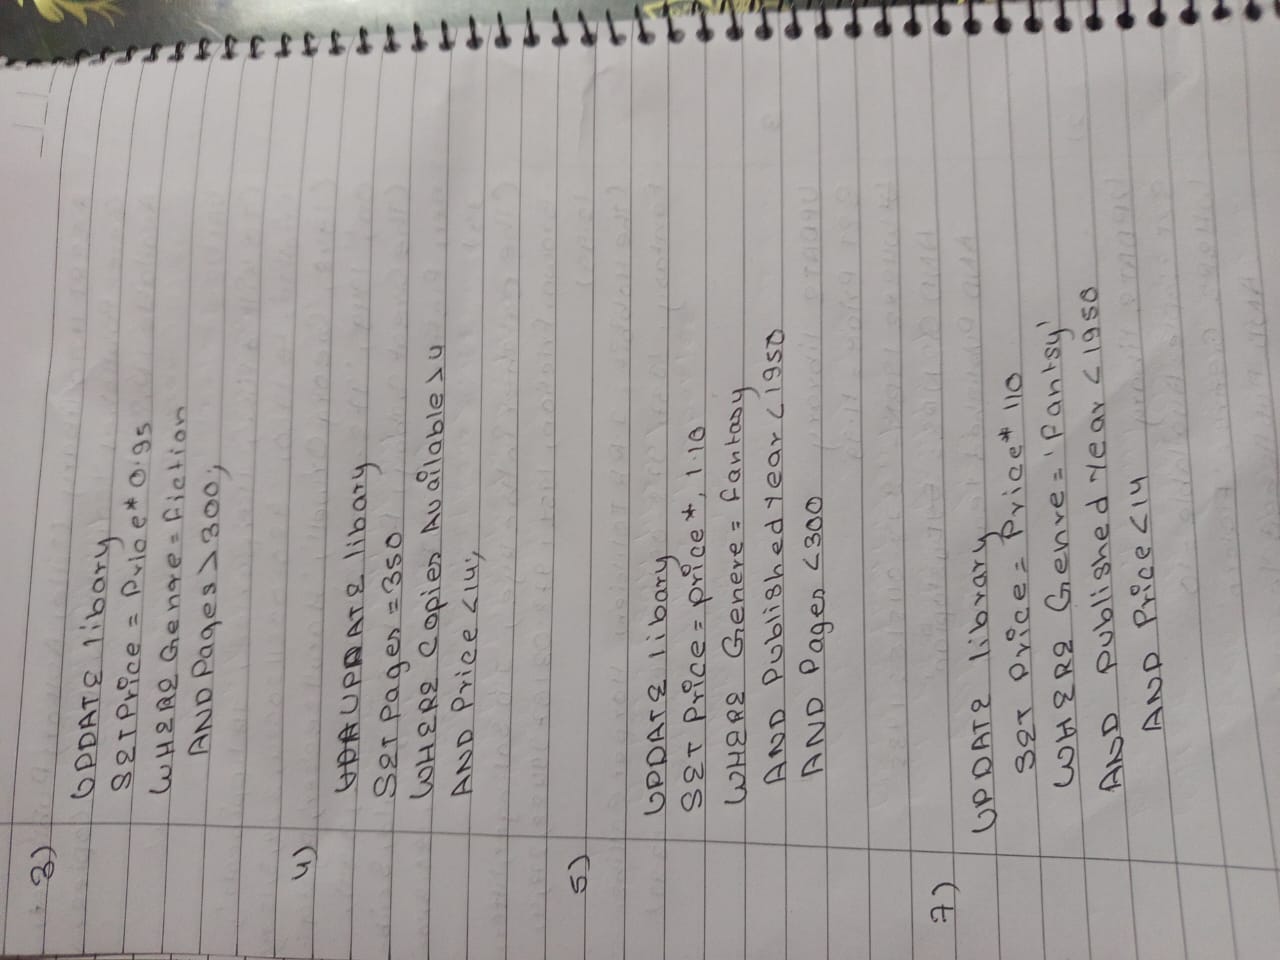 3)
UPDATE libary
SET Price = Price * 0.95
WHERE Genre = fiction
AND Pages > 300;
4)
UPDATE libary
SET Pages = 350
WHERE Copies Available > 4
AND Price < 14;
5)
UPDATE libary
SET Price = price * 1.10
WHERE Genere = fantasy
AND Published Year < 1950
AND Pages < 300
7)
UPDATE library
SET Price = Price * 110
WHERE Genre = 'Pantsy'
AND published Year < 1950
AND Price < 14